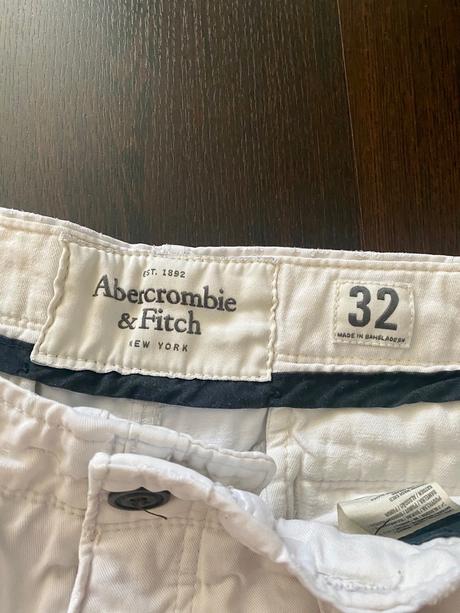 EST. 1892
Abercrombie
& Fitch
NEW YORK
32
MADE IN BANGLADESH